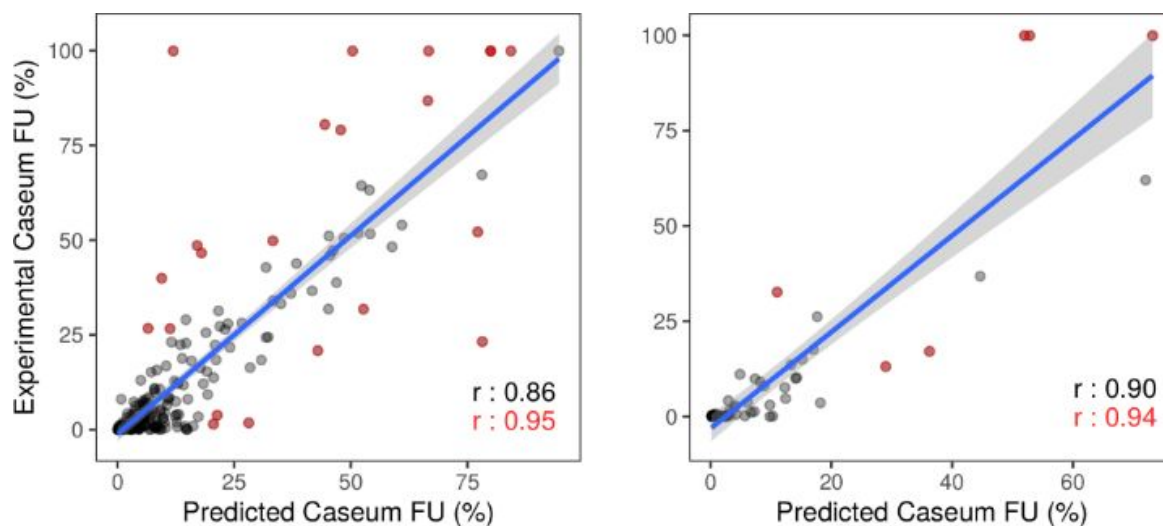 Experimental Caseum FU (%)
100
75
50
25
0
r : 0.86
r : 0.95
0 25 50 75
Predicted Caseum FU (%)
100
75
50
25
0
r : 0.90
r : 0.94
0 20 40 60
Predicted Caseum FU (%)